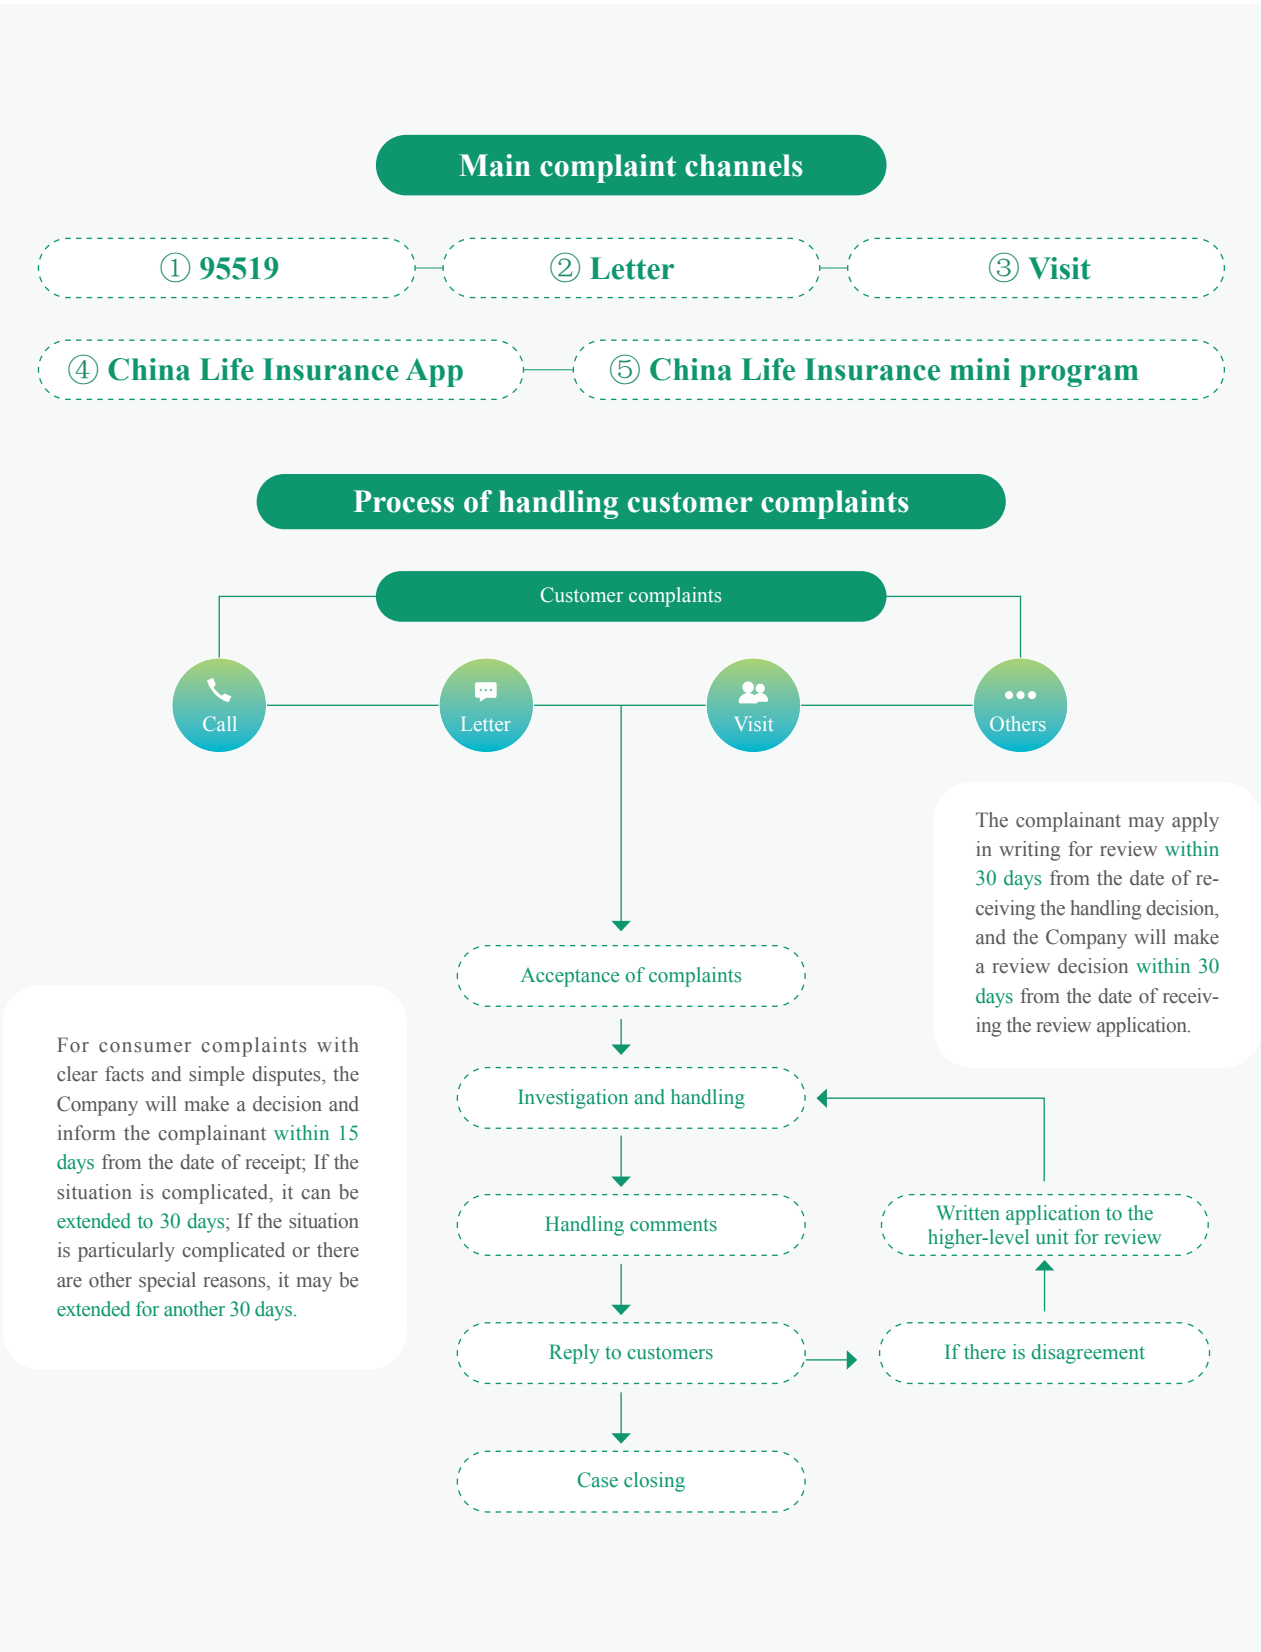 Main complaint channels
① 95519
② Letter
③ Visit
④ China Life Insurance App
⑤ China Life Insurance mini program
Process of handling customer complaints
Customer complaints
Call
Letter
Visit
Others
The complainant may apply
in writing for review within
30 days from the date of re-
ceiving the handling decision,
and the Company will make
a review decision within 30
days from the date of receiv-
ing the review application.
Acceptance of complaints
For consumer complaints with
clear facts and simple disputes, the
Company will make a decision and
inform the complainant within 15
days from the date of receipt; If the
situation is complicated, it can be
extended to 30 days; If the situation
is particularly complicated or there
are other special reasons, it may be
extended for another 30 days.
Investigation and handling
Handling comments
Written application to the
higher-level unit for review
Reply to customers
If there is disagreement
Case closing